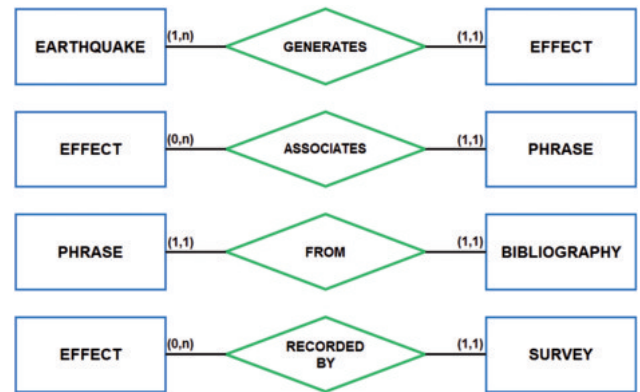 EARTHQUAKE (1,n) GENERATES (1,1) EFFECT
EFFECT (0,n) ASSOCIATES (1,1) PHRASE
PHRASE (1,1) FROM (1,1) BIBLIOGRAPHY
EFFECT (0,n) RECORDED BY (1,1) SURVEY